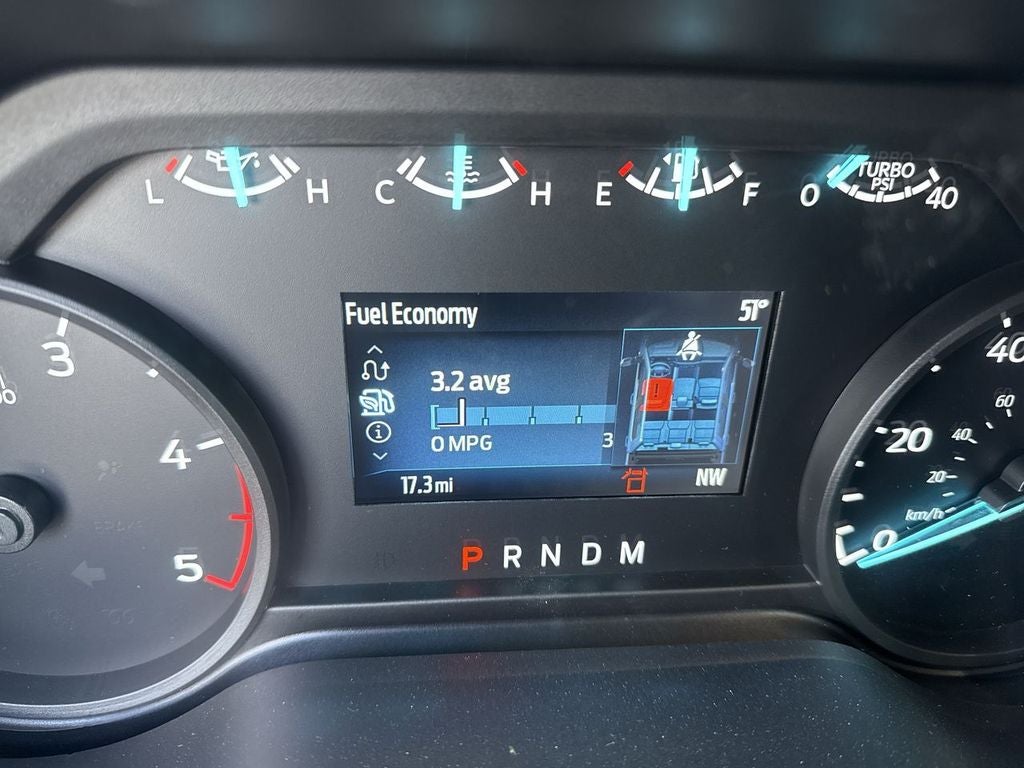 L H C H E F 0 TURBO PSI 40
Fuel Economy 51°
3.2 avg
0 MPG 3
17.3 mi NW
P R N D M
3
4
5
BRAKE
40
60
20 40
20
km/h
0